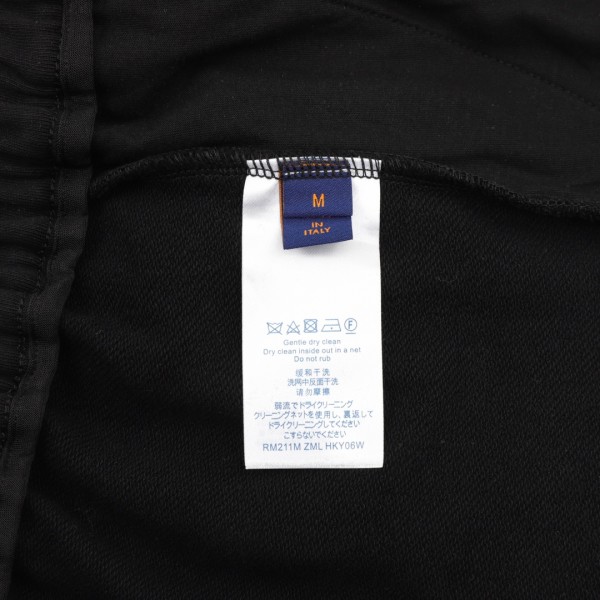 M
IN
ITALY
Gentle dry clean
Dry clean inside out in a net
Do not rub
缓和干洗
洗网中反面干洗
请勿摩擦
弱流でドライクリーニング
クリーニングネットを使用し、裏返して
ドライクリーニングしてください
こすらないでください
RM211M ZML HKY06W